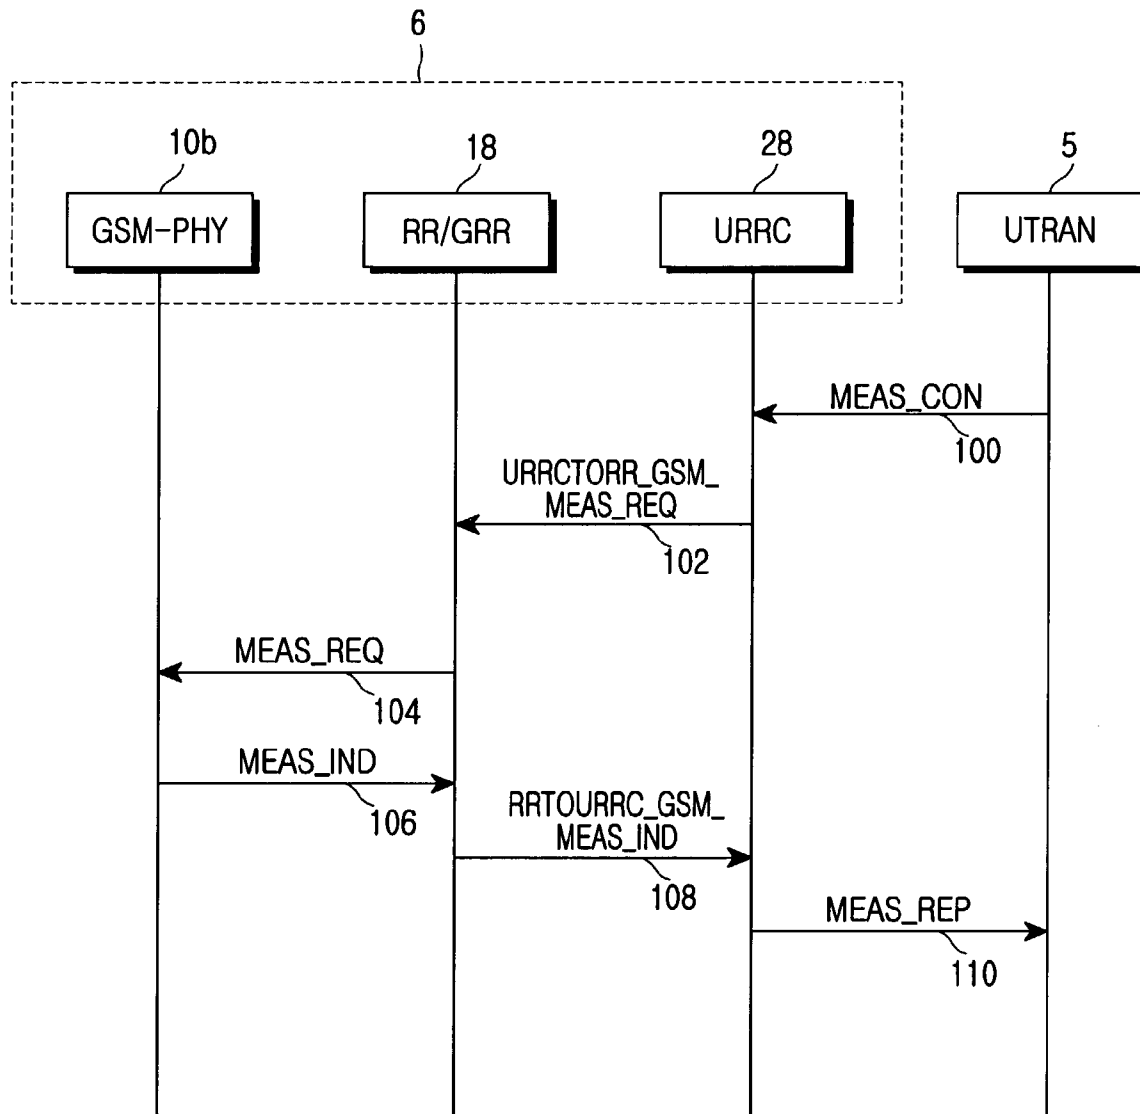 6
10b
18
28
5
GSM-PHY
RR/GRR
URRC
UTRAN
MEAS_CON
100
URRCTORR_GSM_
MEAS_REQ
102
MEAS_REQ
104
MEAS_IND
106
RRTOURRC_GSM_
MEAS_IND
108
MEAS_REP
110